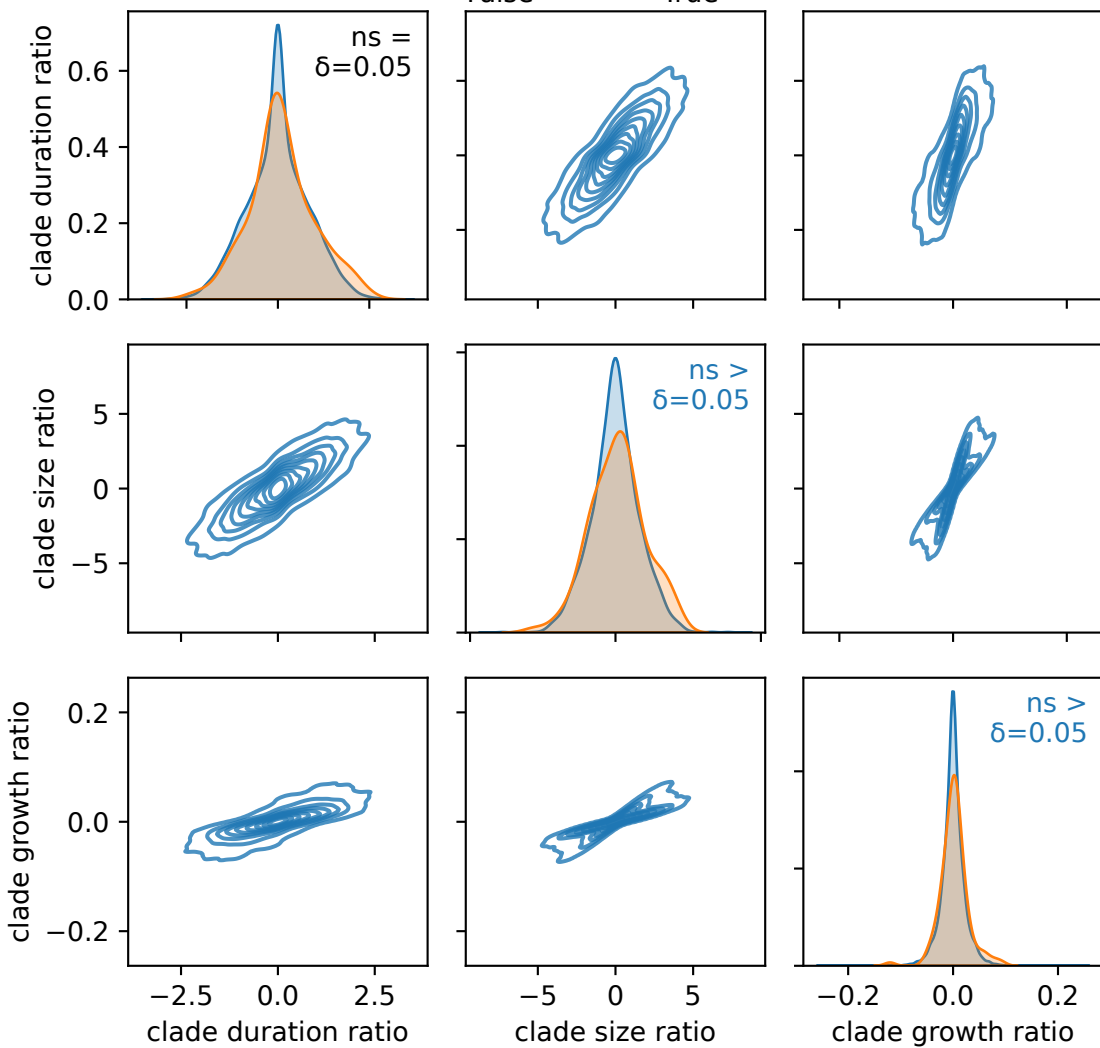 True
clade duration ratio
0.6
0.4
0.2
0.0
ns =
δ=0.05
clade size ratio
5
0
−5
ns >
δ=0.05
clade growth ratio
0.2
0.0
−0.2
ns >
δ=0.05
−2.5 0.0 2.5
clade duration ratio
−5 0 5
clade size ratio
−0.2 0.0 0.2
clade growth ratio